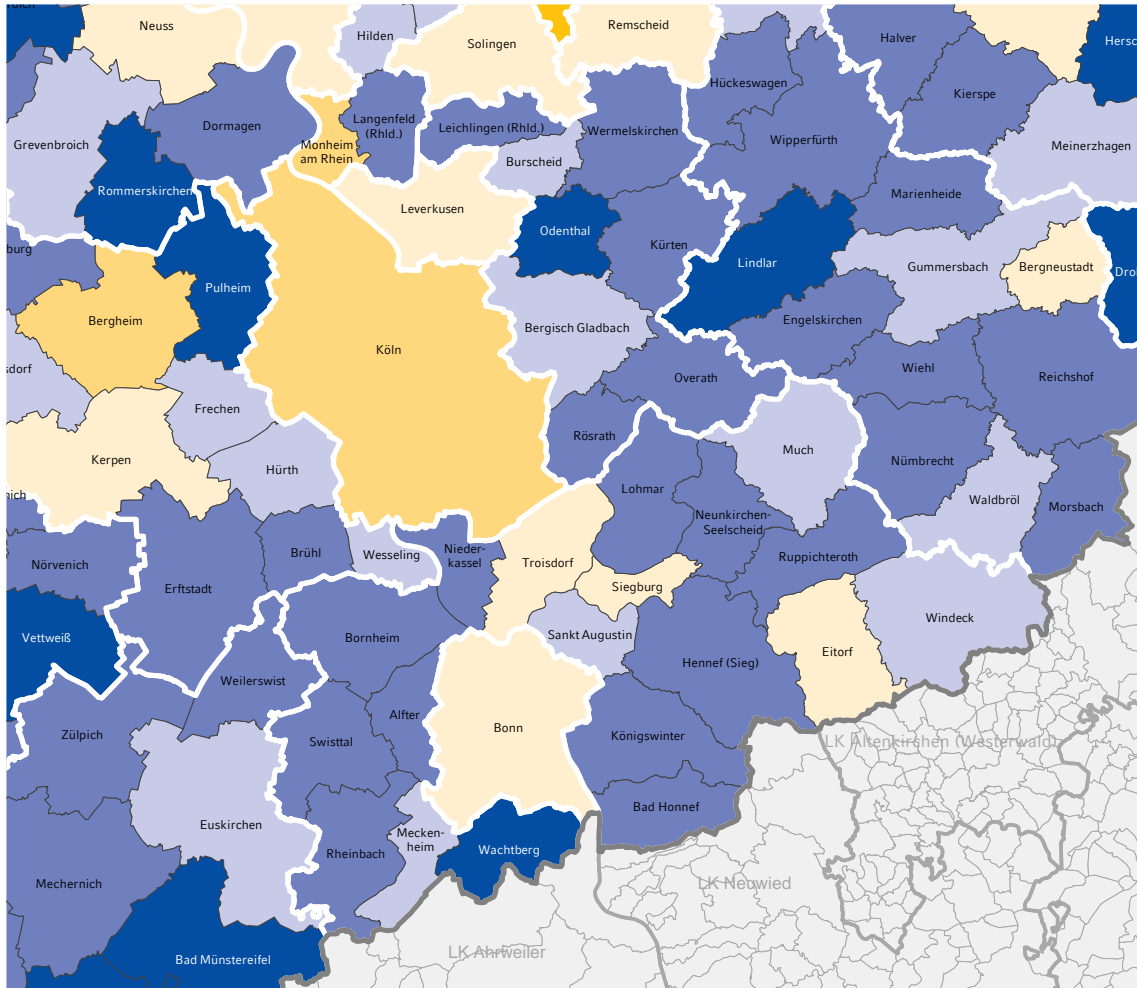 roich
Neuss
Hilden
Solingen
Remscheid
Halver
Hersc
Hückeswagen
Kierspe
Grevenbroich
Dormagen
Langenfeld
(Rhld.)
Leichlingen (Rhld.)
Wermelskirchen
Wipperfürth
Meinerzhagen
Monheim
am Rhein
Burscheid
Rommerskirchen
Marienheide
Leverkusen
Odenthal
Kürten
burg
Lindlar
Gummersbach
Bergneustadt
Drol
Pulheim
Bergheim
Bergisch Gladbach
Engelskirchen
Köln
sdorf
Overath
Wiehl
Reichshof
Frechen
Rösrath
Much
Kerpen
Hürth
Nümbrecht
Lohmar
nich
Waldbröl
Morsbach
Neunkirchen-
Seelscheid
Nörvenich
Brühl
Wesseling
Nieder-
kassel
Troisdorf
Ruppichteroth
Erftstadt
Siegburg
Windeck
Vettweiß
Bornheim
Sankt Augustin
Hennef (Sieg)
Eitorf
Weilerswist
Alfter
Bonn
Zülpich
Swisttal
Königswinter
LK Altenkirchen (Westerwald)
Bad Honnef
Euskirchen
Mecken-
heim
Rheinbach
Wachtberg
Mechernich
LK Neuwied
Bad Münstereifel
LK Ahrweiler